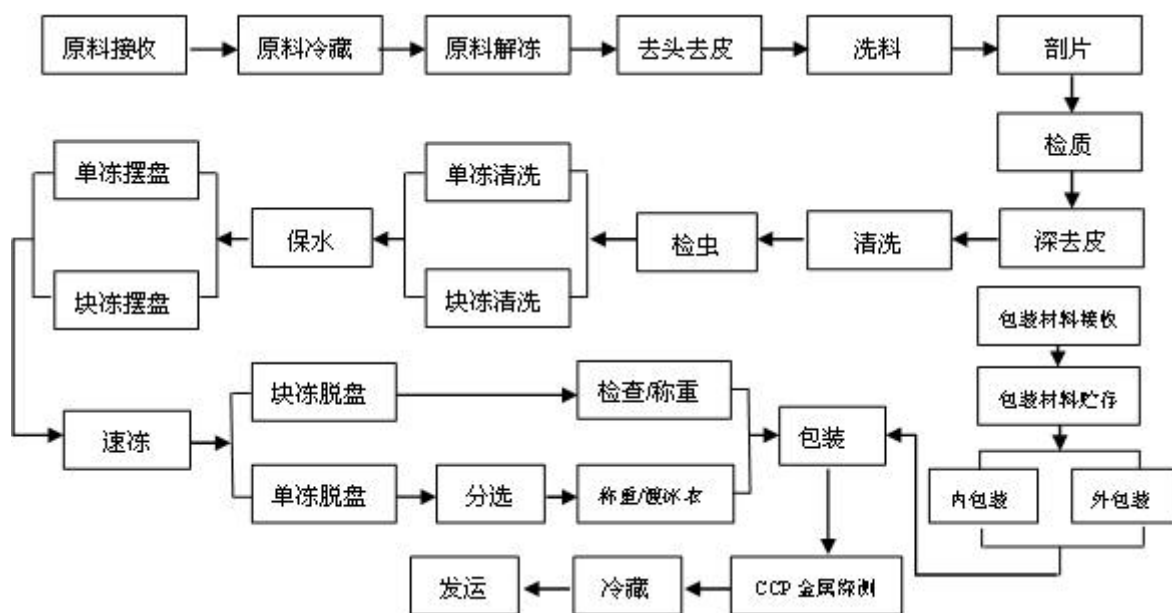 原料接收
原料冷藏
原料解冻
去头去皮
洗料
剖片
检质
深去皮
清洗
检虫
单冻清洗
块冻清洗
保水
单冻摆盘
块冻摆盘
速冻
块冻脱盘
检查/称重
单冻脱盘
分选
称重/镀冰衣
包装材料接收
包装材料贮存
内包装
外包装
包装
CCP 金属探测
冷藏
发运